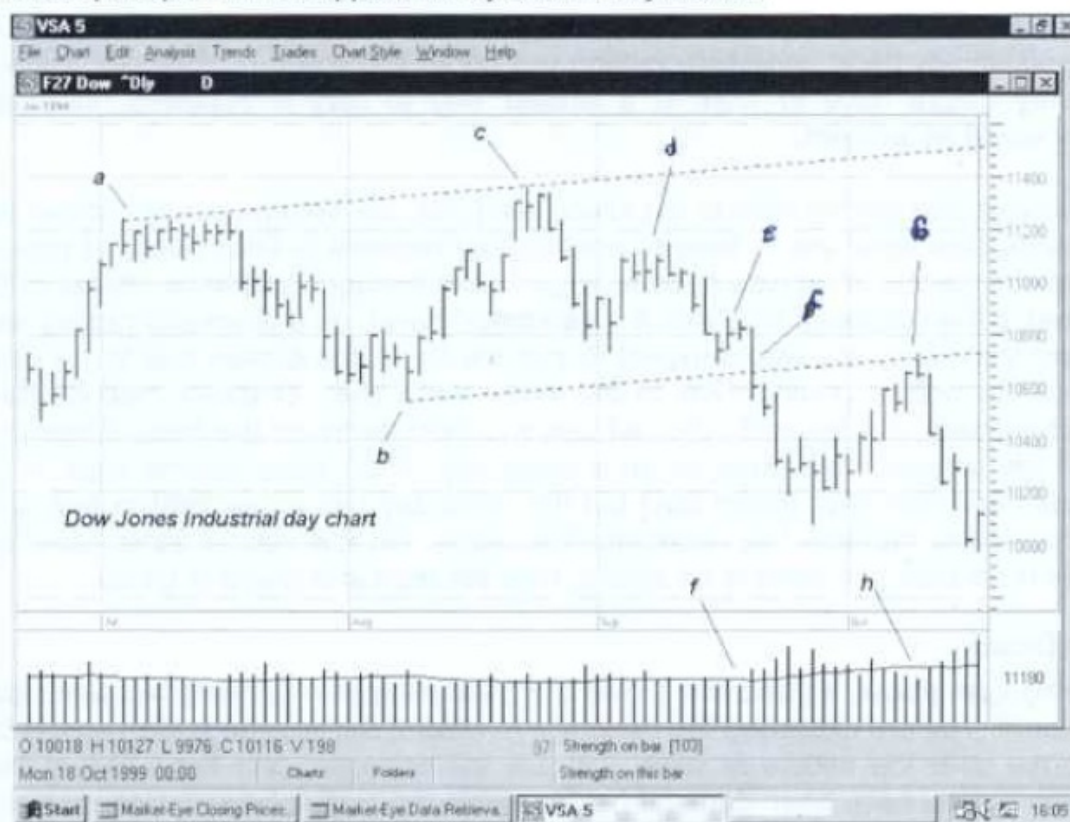 VSA 5
File Chart Edit Analysis Trends Trades Chart Style Window Help
F27 Dow ^Dly D
c
d
a
11400
11200
e
G
11000
f
10800
10600
b
10400
10200
Dow Jones Industrial day chart
10000
f
h
Jul Aug Sep Oct
11180
O 10018 H 10127 L 9976 C 10116 V 198 Strength on bar [103]
Mon 18 Oct 1999 00:00 Charts Folders Strength on this bar
Start Market-Eye Closing Prices.. Market-Eye Data Retrieva.. VSA 5 16:05